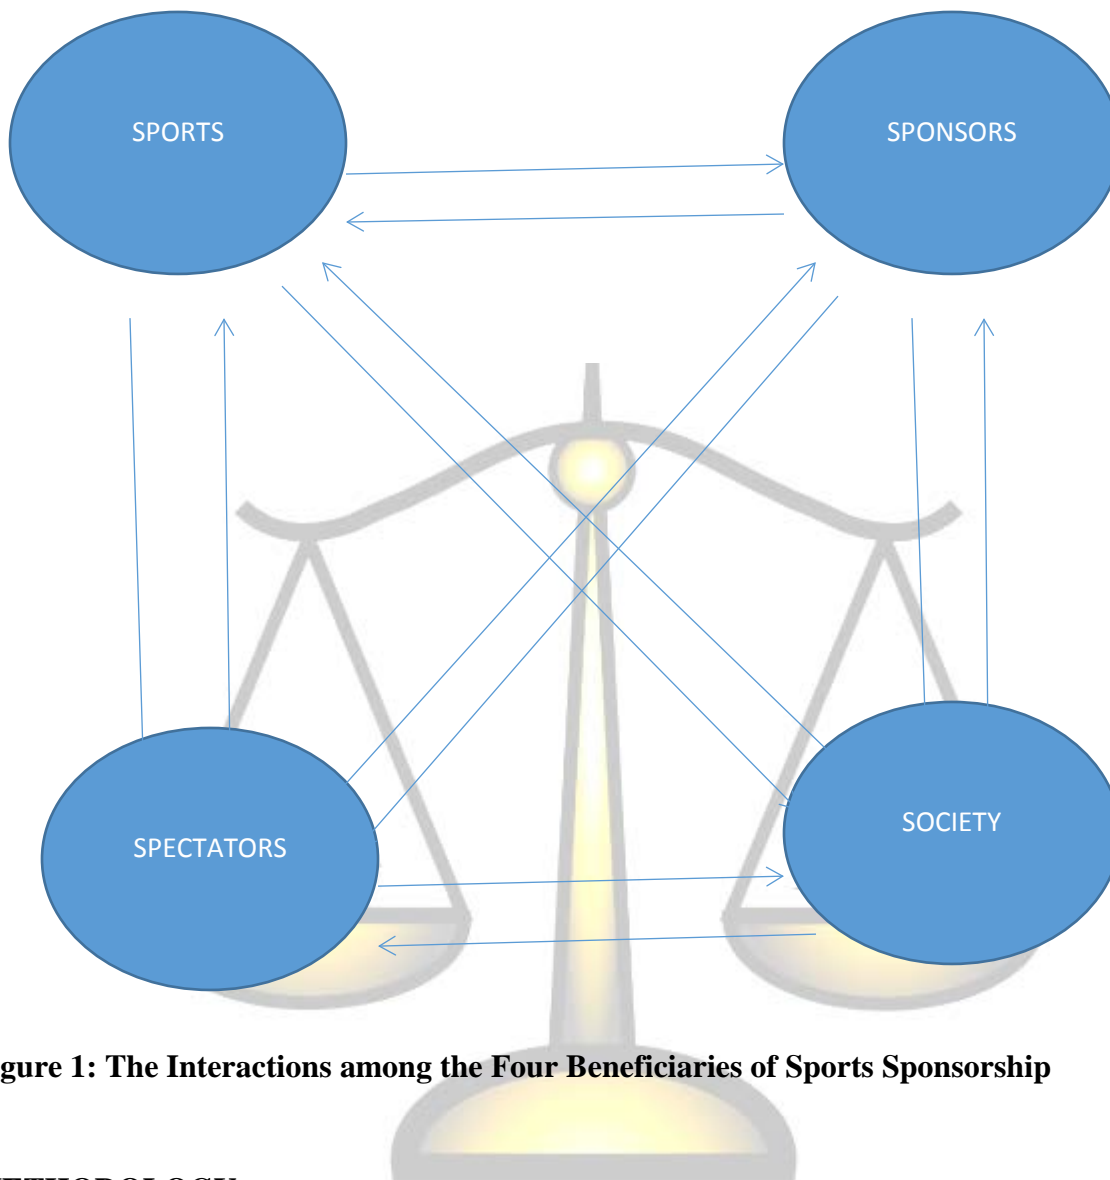 SPORTS
SPONSORS
SOCIETY
SPECTATORS
gure 1: The Interactions among the Four Beneficiaries of Sports Sponsorship